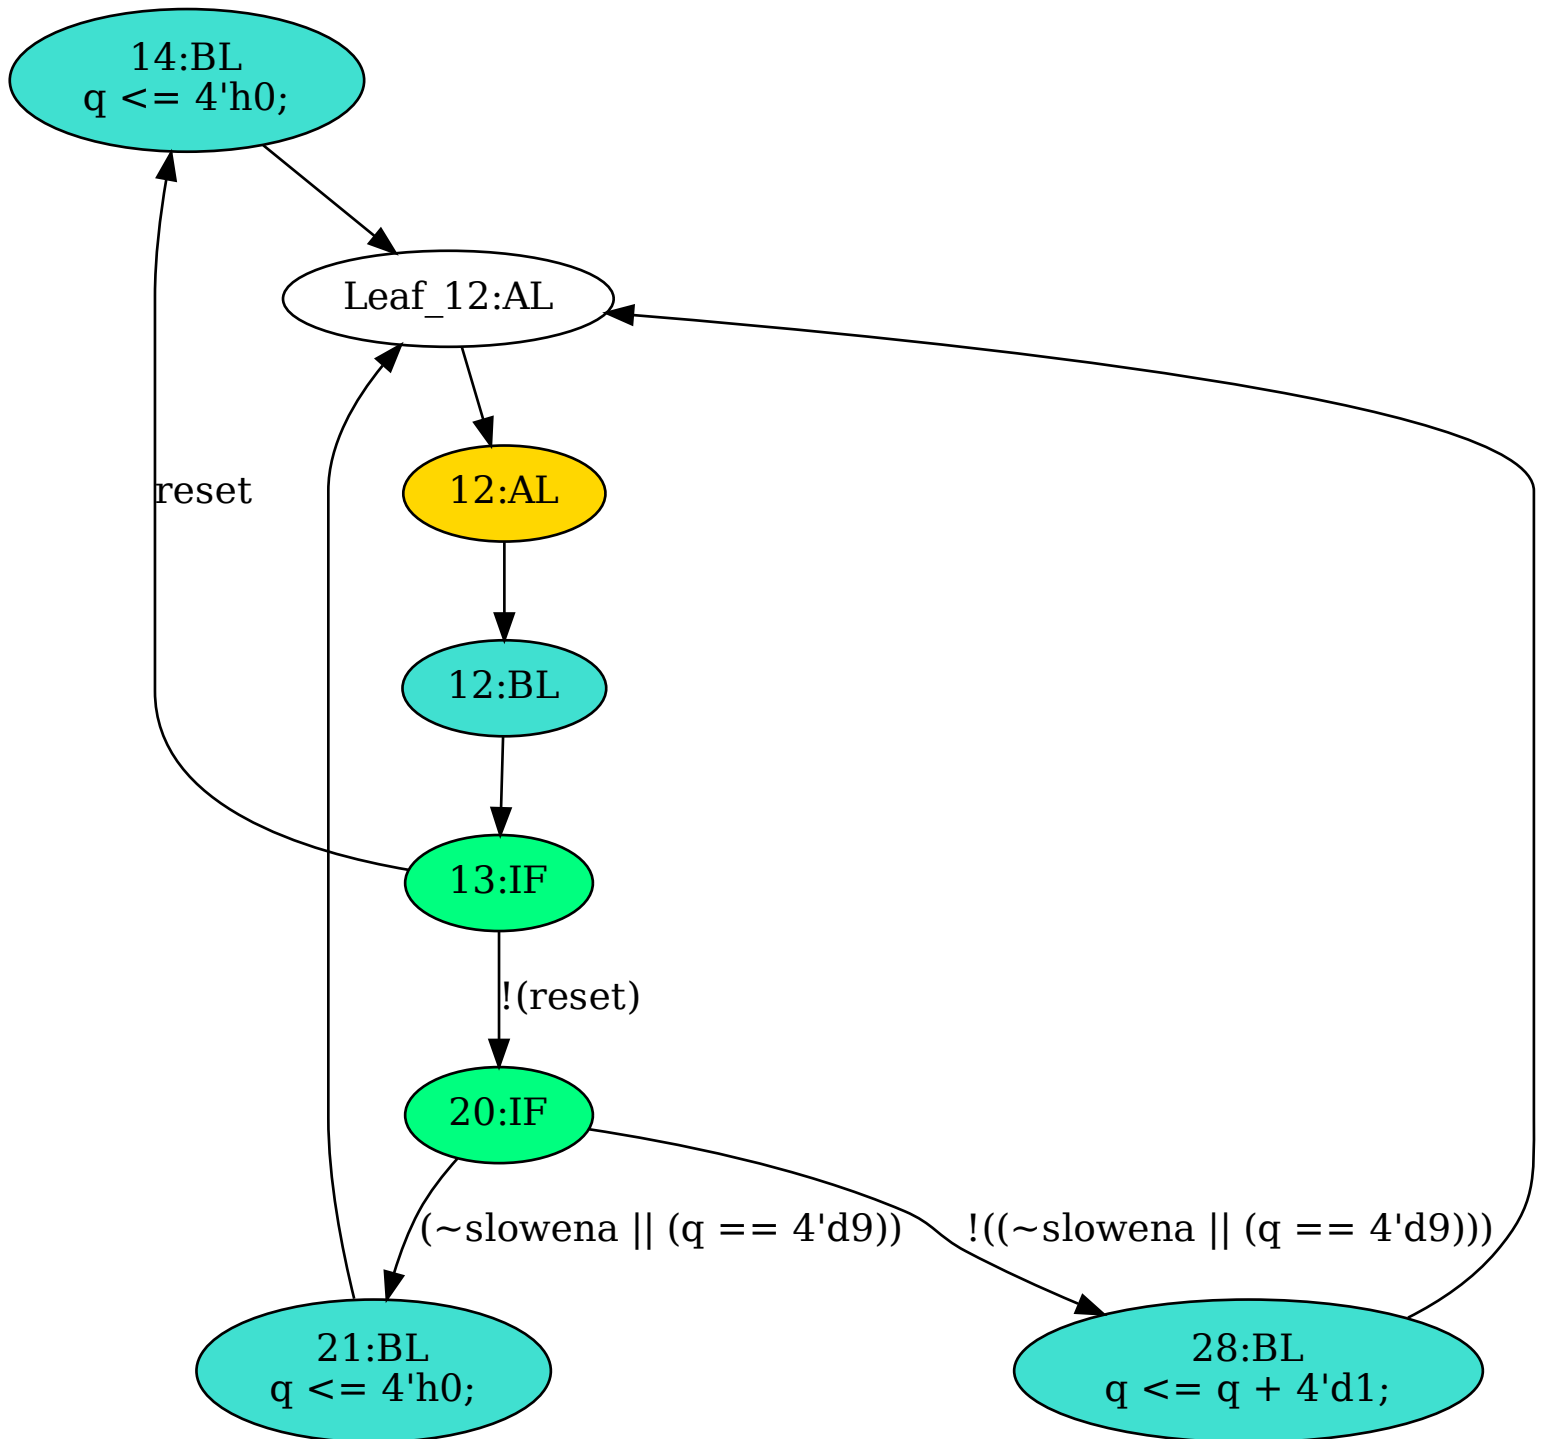 14:BL
q <= 4'h0;
Leaf_12:AL
reset
12:AL
12:BL
13:IF
!(reset)
20:IF
(~slowena || (q == 4'd9))
!((~slowena || (q == 4'd9)))
21:BL
q <= 4'h0;
28:BL
q <= q + 4'd1;